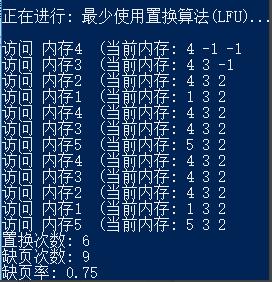 正在进行: 最少使用置换算法(LFU)...
访问 内存4  (当前内存: 4 -1 -1
访问 内存3  (当前内存: 4 3 -1
访问 内存2  (当前内存: 4 3 2
访问 内存1  (当前内存: 1 3 2
访问 内存4  (当前内存: 4 3 2
访问 内存3  (当前内存: 4 3 2
访问 内存5  (当前内存: 5 3 2
访问 内存4  (当前内存: 4 3 2
访问 内存3  (当前内存: 4 3 2
访问 内存2  (当前内存: 4 3 2
访问 内存1  (当前内存: 1 3 2
访问 内存5  (当前内存: 5 3 2
置换次数: 6
缺页次数: 9
缺页率: 0.75